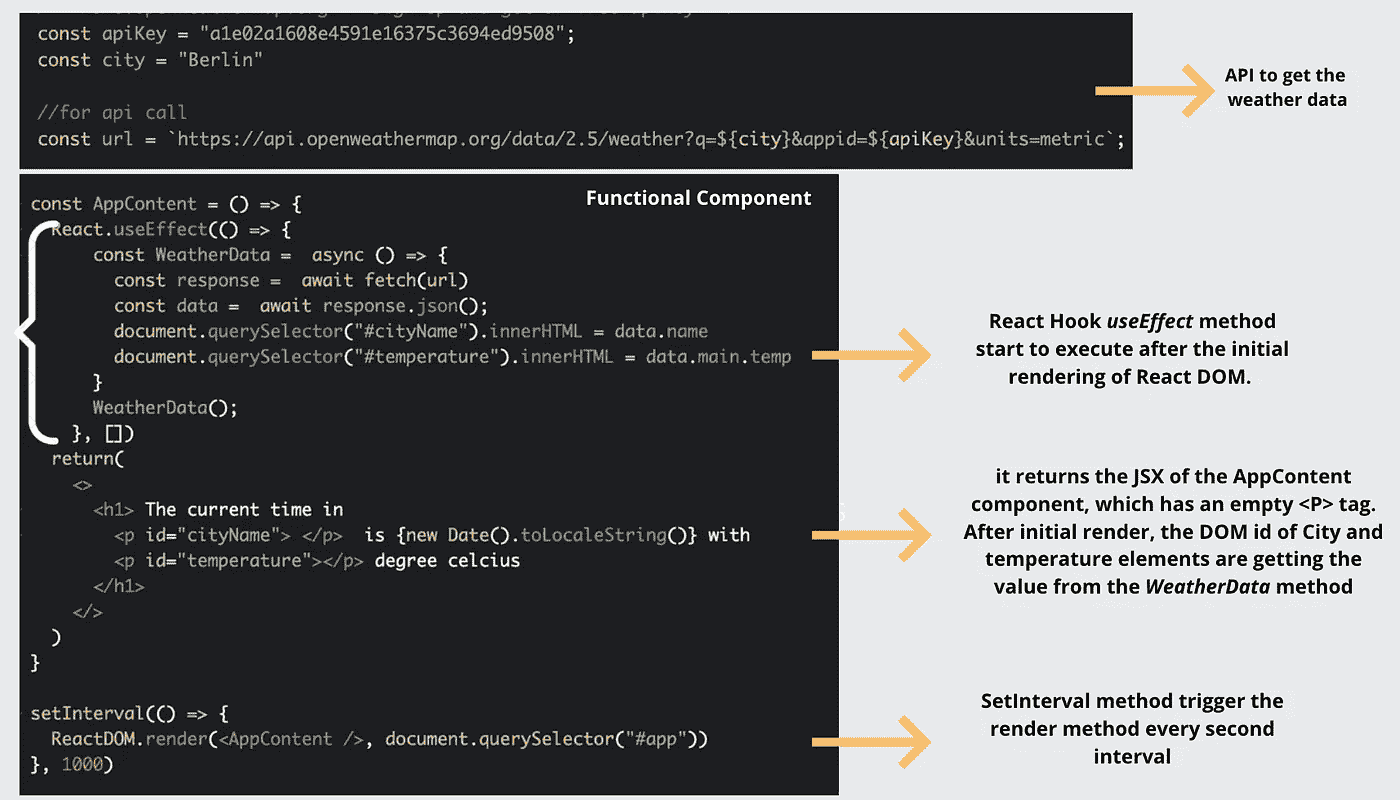 const apiKey = "a1e02a1608e4591e16375c3694ed9508";
const city = "Berlin"
//for api call
const url = `https://api.openweathermap.org/data/2.5/weather?q=${city}&appid=${apiKey}&units=metric`;
API to get the
weather data
Functional Component
const AppContent = () => {
React.useEffect(() => {
const WeatherData =  async () => {
const response =  await fetch(url)
const data =  await response.json();
document.querySelector("#cityName").innerHTML = data.name
document.querySelector("#temperature").innerHTML = data.main.temp
}
WeatherData();
}, [])
return(
<>
<h1> The current time in
<p id="cityName"> </p>  is {new Date().toLocaleString()} with
<p id="temperature"></p> degree celcius
</h1>
</>
)
}
setInterval(() => {
ReactDOM.render(<AppContent />, document.querySelector("#app"))
}, 1000)
React Hook useEffect method
start to execute after the initial
rendering of React DOM.
it returns the JSX of the AppContent
component, which has an empty <P> tag.
After initial render, the DOM id of City and
temperature elements are getting the
value from the WeatherData method
SetInterval method trigger the
render method every second
interval